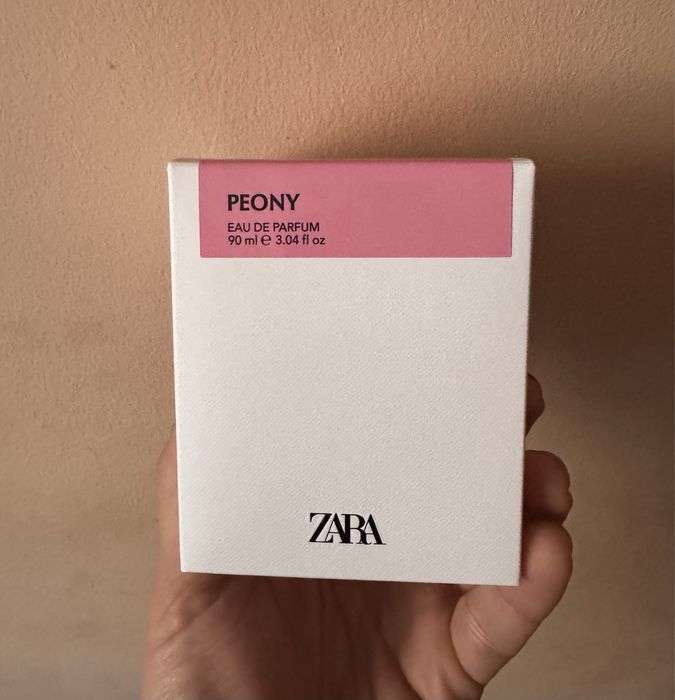 PEONY
EAU DE PARFUM
90 ml ℮ 3.04 fl oz
ZARA